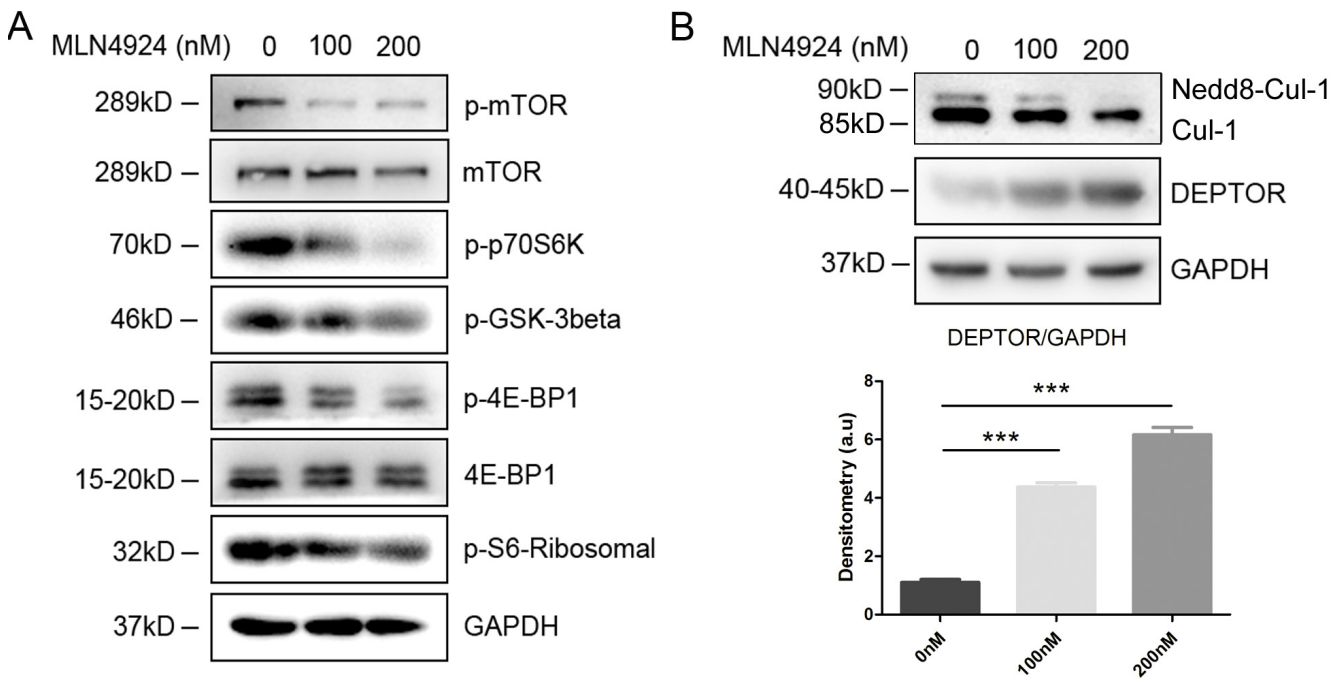 A
MLN4924 (nM) 0 100 200
289kD – p-mTOR
289kD – mTOR
70kD – p-p70S6K
46kD – p-GSK-3beta
15-20kD – p-4E-BP1
15-20kD – 4E-BP1
32kD – p-S6-Ribosomal
37kD – GAPDH
B
MLN4924 (nM) 0 100 200
90kD – Nedd8-Cul-1
85kD – Cul-1
40-45kD – DEPTOR
37kD – GAPDH
DEPTOR/GAPDH
Densitometry (a.u)
8
6
4
2
0
***
***
0nM
100nM
200nM